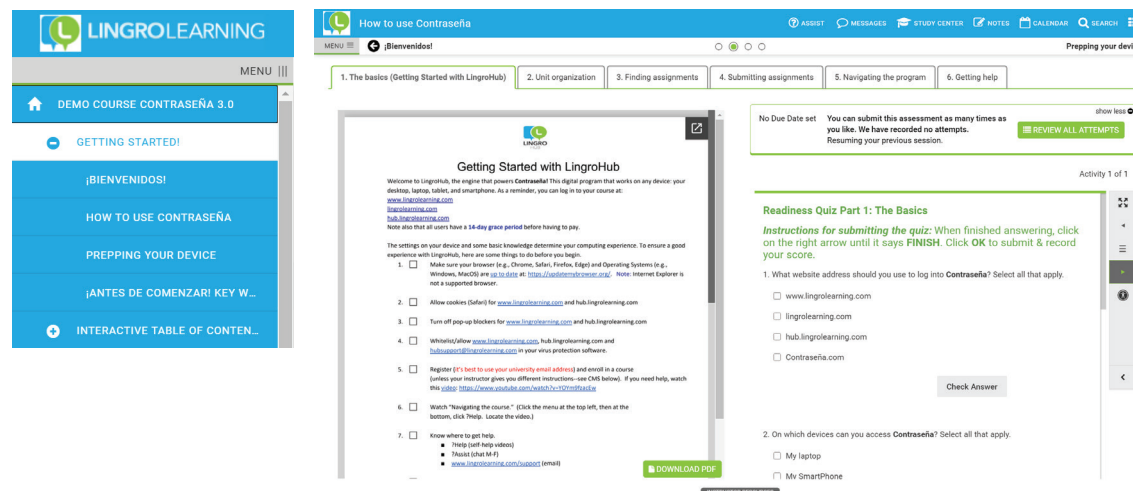 LINGROLEARNING
MENU
DEMO COURSE CONTRASEÑA 3.0
GETTING STARTED!
¡BIENVENIDOS!
HOW TO USE CONTRASEÑA
PREPPING YOUR DEVICE
¡ANTES DE COMENZAR! KEY W...
INTERACTIVE TABLE OF CONTEN...
How to use Contraseña
ASSIST MESSAGES STUDY CENTER NOTES CALENDAR SEARCH
MENU ¡Bienvenidos! Prepping your devi
1. The basics (Getting Started with LingroHub) 2. Unit organization 3. Finding assignments 4. Submitting assignments 5. Navigating the program 6. Getting help
LINGRO
Getting Started with LingroHub
Welcome to LingroHub, the engine that powers Contraseña! This digital program that works on any device: your
desktop, laptop, tablet, and smartphone. As a reminder, you can log in to your course at:
www.lingrolearning.com
lingrolearning.com
hub.lingrolearning.com
Note also that all users have a 14-day grace period before having to pay.
The settings on your device and some basic knowledge determine your computing experience. To ensure a good
experience with LingroHub, here are some things to do before you begin.
1. Make sure your browser (e.g., Chrome, Safari, Firefox, Edge) and Operating Systems (e.g.,
Windows, MacOS) are up to date at: https://updatemybrowser.org/. Note: Internet Explorer is
not a supported browser.
2. Allow cookies (Safari) for www.lingrolearning.com and hub.lingrolearning.com
3. Turn off pop-up blockers for www.lingrolearning.com and hub.lingrolearning.com
4. Whitelist/allow www.lingrolearning.com, hub.lingrolearning.com and
hubsupport@lingrolearning.com in your virus protection software.
5. Register (it's best to use your university email address) and enroll in a course
(unless your instructor gives you different instructions--see CMS below). If you need help, watch
this video:
6. Watch "Navigating the course." (Click the menu at the top left, then at the
bottom, click ?Help. Locate the video.)
7. Know where to get help.
■ ?Help (self-help videos)
■ ?Assist (chat M-F)
■ www.lingrolearning.com/support (email)
DOWNLOAD PDF
show less
No Due Date set You can submit this assessment as many times as
you like. We have recorded no attempts.
Resuming your previous session.
REVIEW ALL ATTEMPTS
Activity 1 of 1
Readiness Quiz Part 1: The Basics
Instructions for submitting the quiz: When finished answering, click
on the right arrow until it says FINISH. Click OK to submit & record
your score.
1. What website address should you use to log into Contraseña? Select all that apply.
www.lingrolearning.com
lingrolearning.com
hub.lingrolearning.com
Contraseña.com
Check Answer
2. On which devices can you access Contraseña? Select all that apply.
My laptop
My SmartPhone